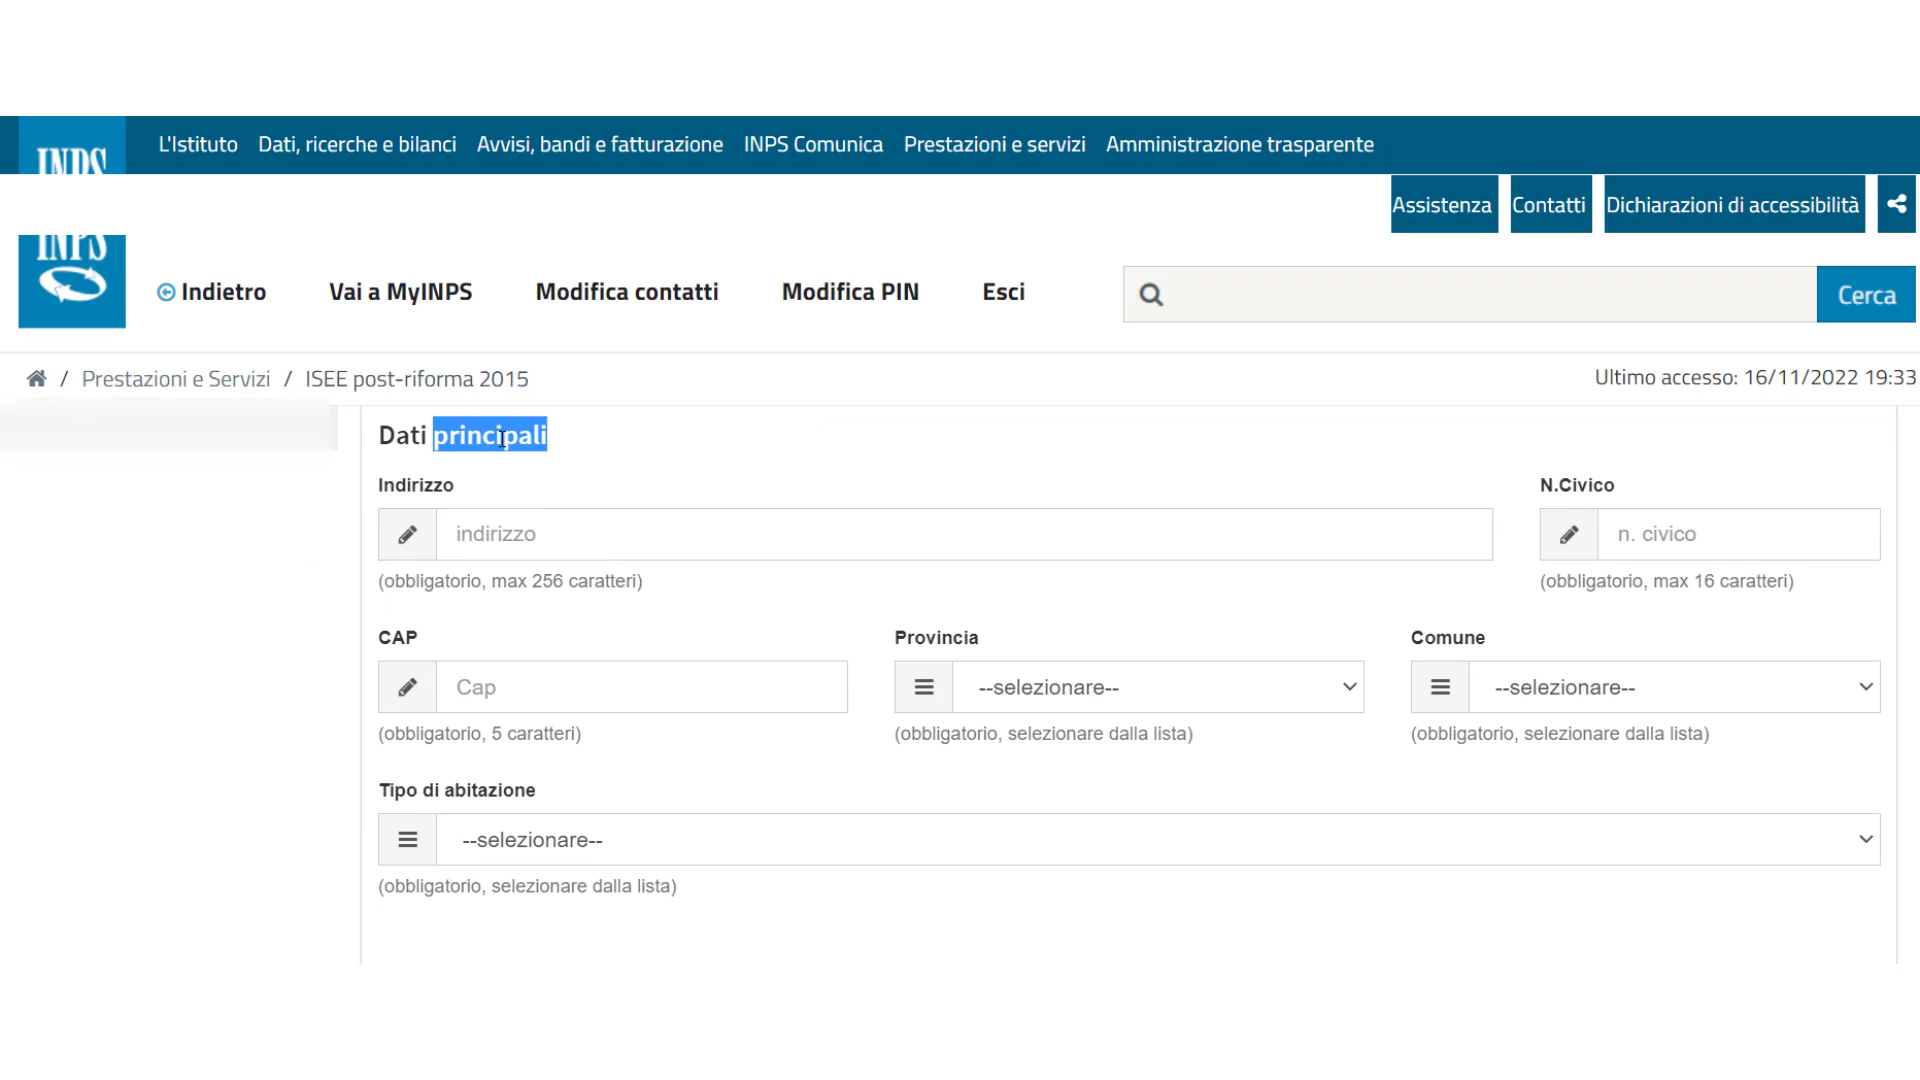 INPS
L'Istituto Dati, ricerche e bilanci Avvisi, bandi e fatturazione INPS Comunica Prestazioni e servizi Amministrazione trasparente
Assistenza Contatti Dichiarazioni di accessibilità
INPS
Indietro Vai a MyINPS Modifica contatti Modifica PIN Esci Cerca
/ Prestazioni e Servizi / ISEE post-riforma 2015 Ultimo accesso: 16/11/2022 19:33
Dati principali
Indirizzo N.Civico
indirizzo n. civico
(obbligatorio, max 256 caratteri) (obbligatorio, max 16 caratteri)
CAP Provincia Comune
Cap --selezionare-- --selezionare--
(obbligatorio, 5 caratteri) (obbligatorio, selezionare dalla lista) (obbligatorio, selezionare dalla lista)
Tipo di abitazione
--selezionare--
(obbligatorio, selezionare dalla lista)